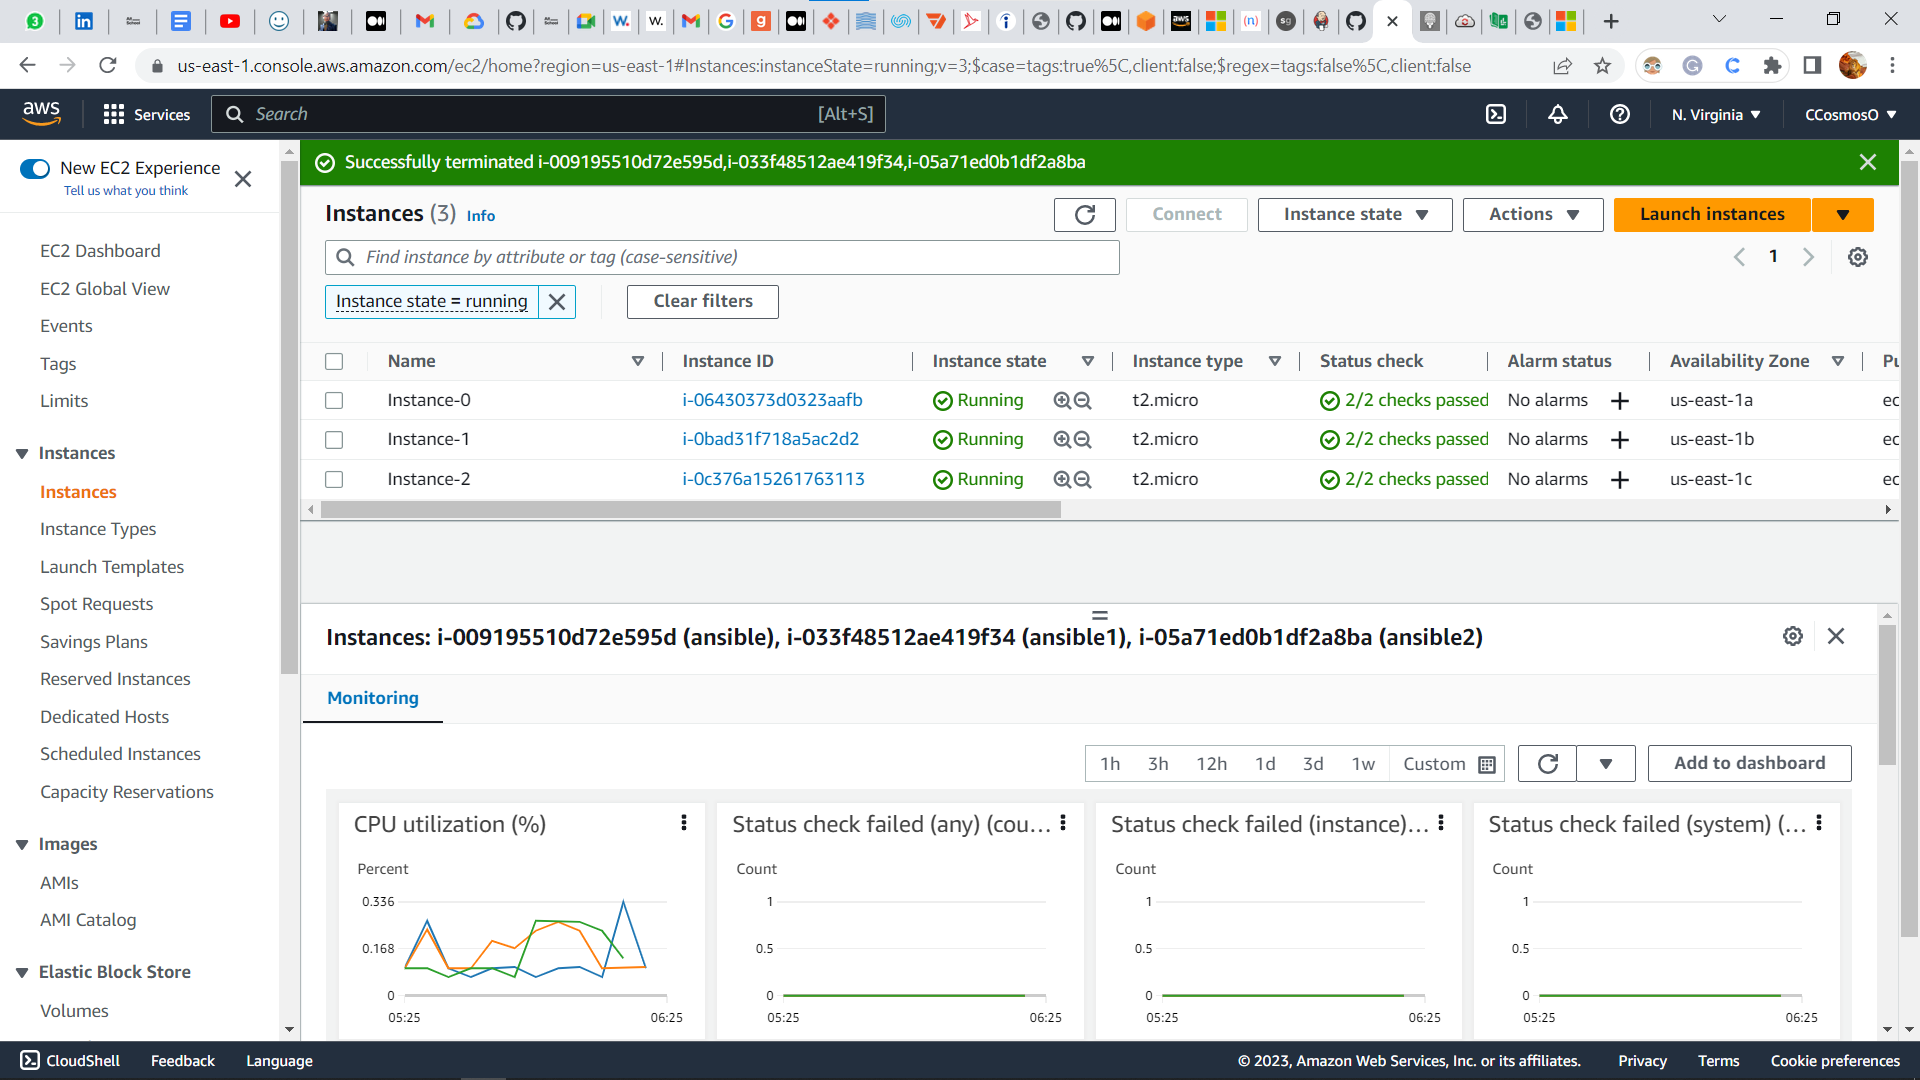 us-east-1.console.aws.amazon.com/ec2/home?region=us-east-1#Instances:instanceState=running;v=3;$case=tags:true%5C,client:false;$regex=tags:false%5C,client:false
aws
Services
Search
[Alt+S]
N. Virginia
CCosmosO
New EC2 Experience
Tell us what you think
EC2 Dashboard
EC2 Global View
Events
Tags
Limits
Instances
Instances
Instance Types
Launch Templates
Spot Requests
Savings Plans
Reserved Instances
Dedicated Hosts
Scheduled Instances
Capacity Reservations
Images
AMIs
AMI Catalog
Elastic Block Store
Volumes
Successfully terminated i-009195510d72e595d,i-033f48512ae419f34,i-05a71ed0b1df2a8ba
Instances (3) Info
Connect
Instance state
Actions
Launch instances
Find instance by attribute or tag (case-sensitive)
1
Instance state = running
Clear filters
Name Instance ID Instance state Instance type Status check Alarm status Availability Zone Pu
Instance-0 i-06430373d0323aafb Running t2.micro 2/2 checks passed No alarms us-east-1a ec
Instance-1 i-0bad31f718a5ac2d2 Running t2.micro 2/2 checks passed No alarms us-east-1b ec
Instance-2 i-0c376a15261763113 Running t2.micro 2/2 checks passed No alarms us-east-1c ec
Instances: i-009195510d72e595d (ansible), i-033f48512ae419f34 (ansible1), i-05a71ed0b1df2a8ba (ansible2)
Monitoring
1h 3h 12h 1d 3d 1w Custom
Add to dashboard
CPU utilization (%)
Percent
0.336
0.168
0
05:25 06:25
Status check failed (any) (cou...
Count
1
0.5
0
05:25 06:25
Status check failed (instance)...
Count
1
0.5
0
05:25 06:25
Status check failed (system) (...
Count
1
0.5
0
05:25 06:25
CloudShell
Feedback
Language
© 2023, Amazon Web Services, Inc. or its affiliates.
Privacy
Terms
Cookie preferences